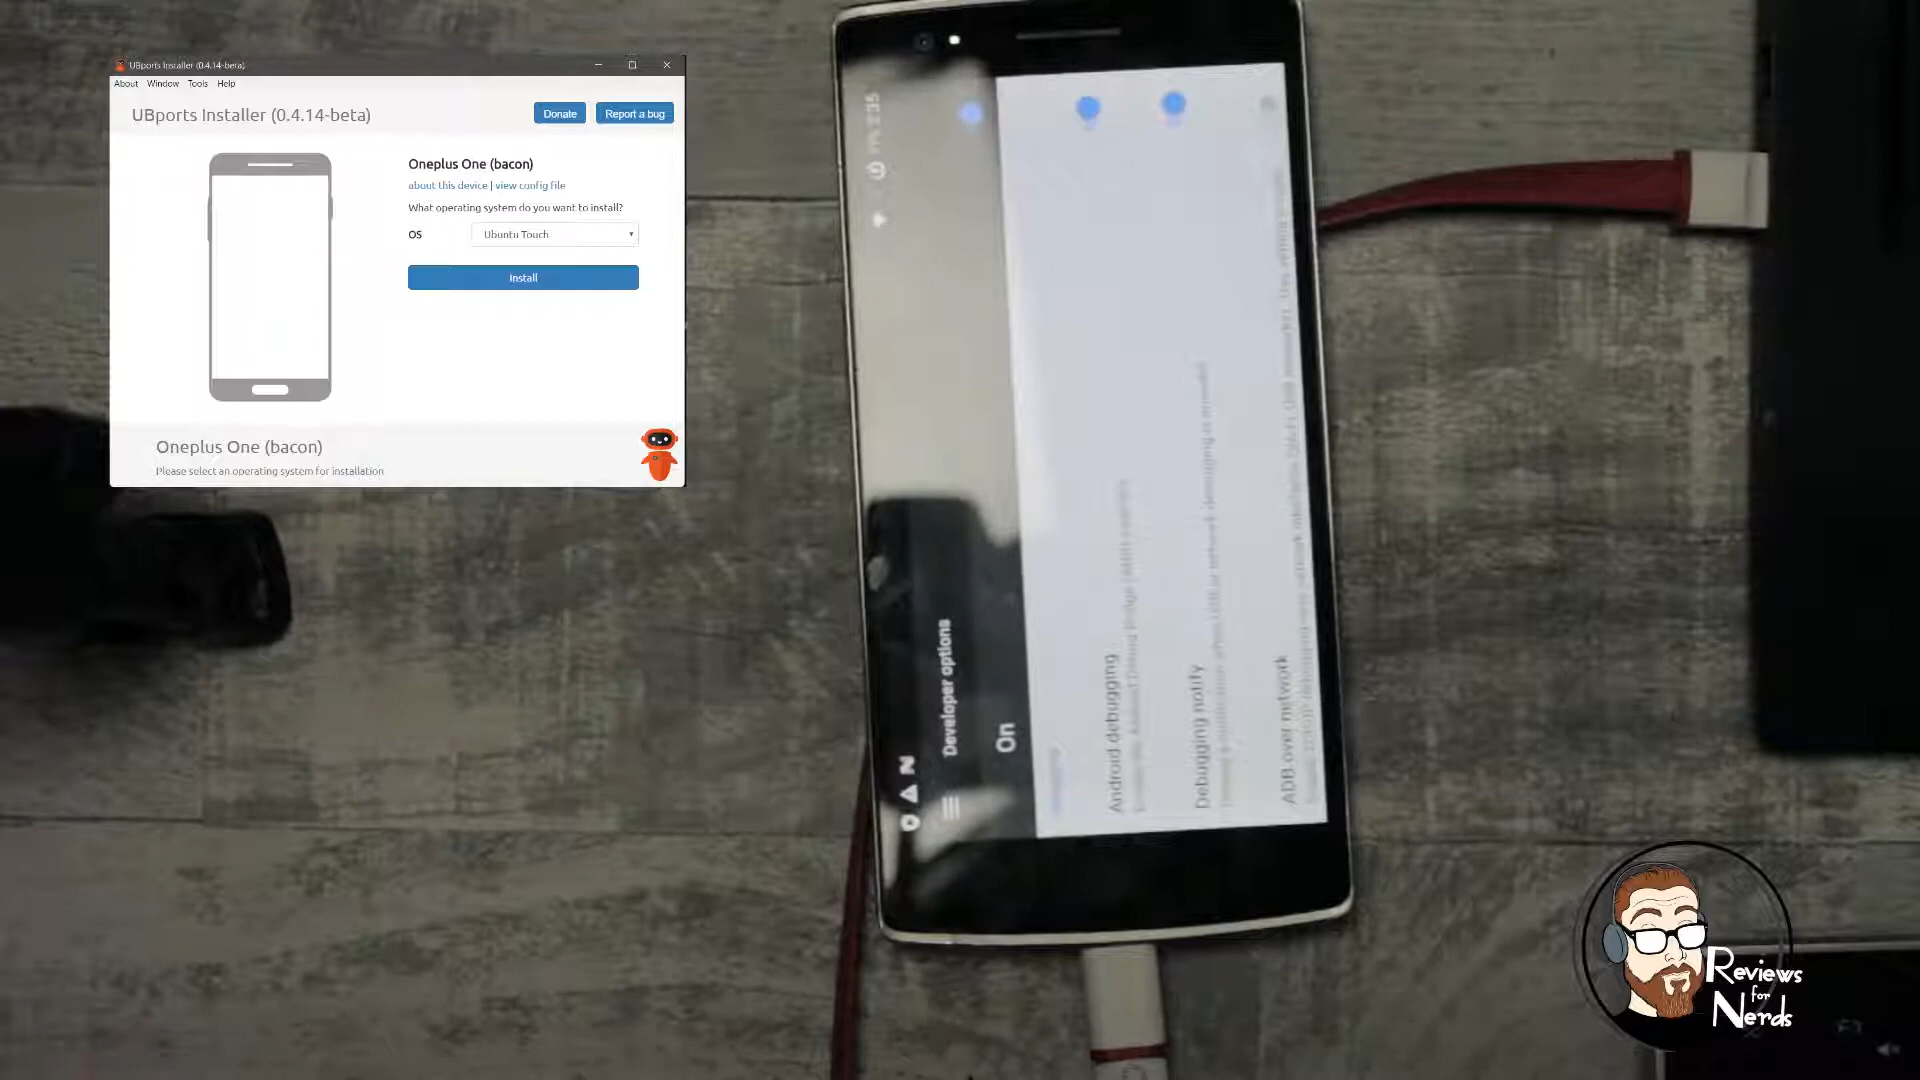 UBports Installer (0.4.14-beta)
About Window Tools Help
UBports Installer (0.4.14-beta)
Donate
Report a bug
Oneplus One (bacon)
about this device | view config file
What operating system do you want to install?
OS
Ubuntu Touch
Install
Oneplus One (bacon)
Please select an operating system for installation
2:35
N
Developer options
On
Android debugging
Debugging notify
ADB over network
Reviews
for
Nerds